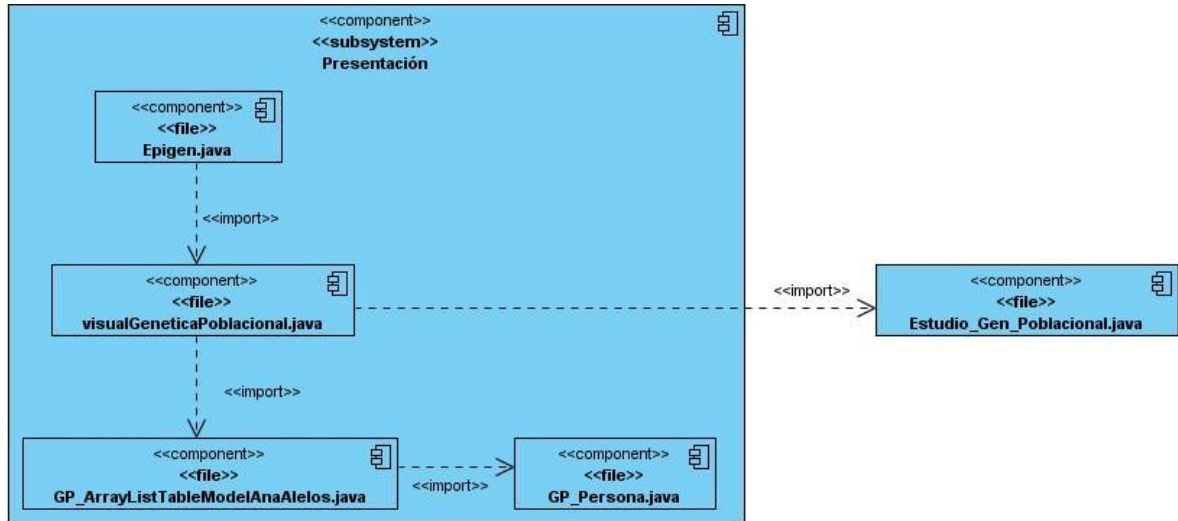 <<component>>
<<subsystem>>
Presentación
<<component>>
<<file>>
Epigen.java
<<import>>
<<component>>
<<file>>
visualGeneticaPoblacional.java
<<import>>
<<component>>
<<file>>
Estudio_Gen_Poblacional.java
<<import>>
<<component>>
<<file>>
GP_ArrayListTableModelAnaAlelos.java
<<import>>
<<component>>
<<file>>
GP_Persona.java